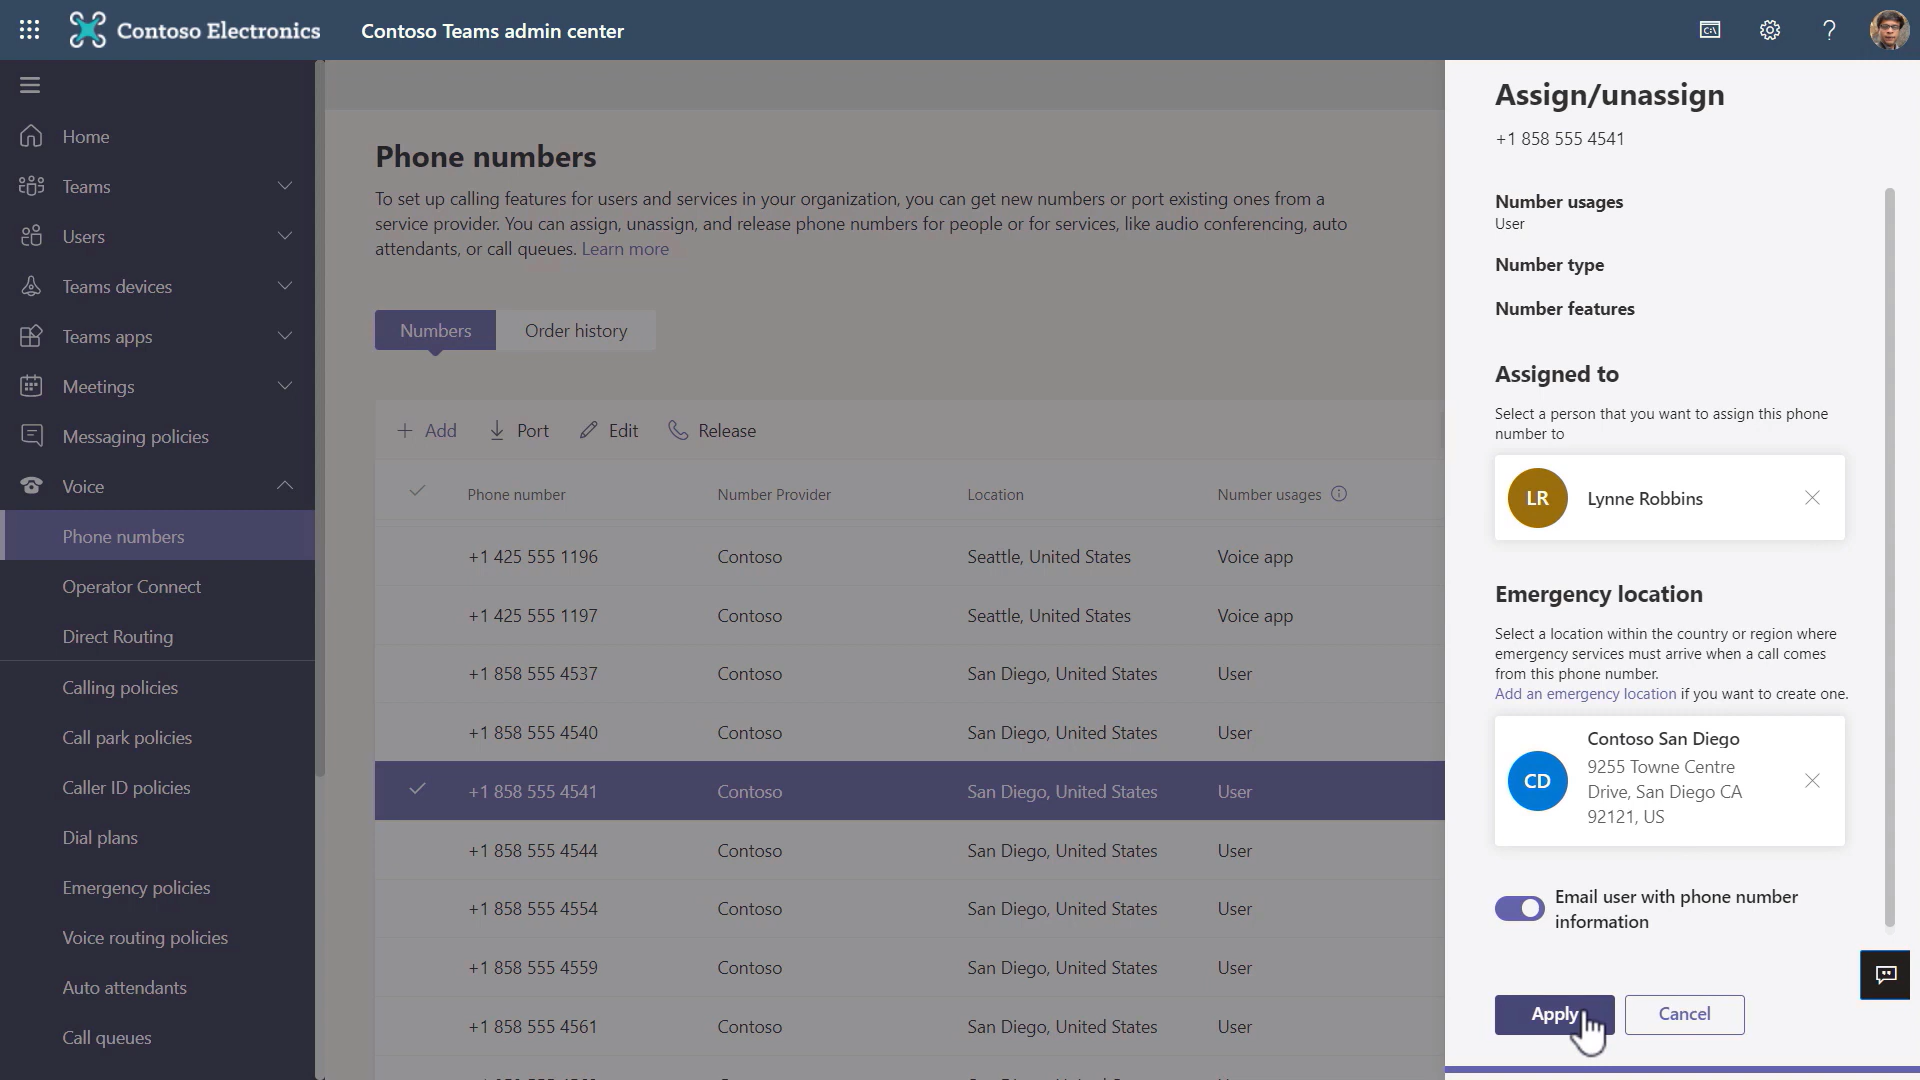 Contoso Electronics
Contoso Teams admin center
C:\
?
Home
Teams
Users
Teams devices
Teams apps
Meetings
Messaging policies
Voice
Phone numbers
Operator Connect
Direct Routing
Calling policies
Call park policies
Caller ID policies
Dial plans
Emergency policies
Voice routing policies
Auto attendants
Call queues
Phone numbers
To set up calling features for users and services in your organization, you can get new numbers or port existing ones from a
service provider. You can assign, unassign, and release phone numbers for people or for services, like audio conferencing, auto
attendants, or call queues. Learn more
Numbers Order history
Add Port Edit Release
Phone number Number Provider Location Number usages
+1 425 555 1196 Contoso Seattle, United States Voice app
+1 425 555 1197 Contoso Seattle, United States Voice app
+1 858 555 4537 Contoso San Diego, United States User
+1 858 555 4540 Contoso San Diego, United States User
+1 858 555 4541 Contoso San Diego, United States User
+1 858 555 4544 Contoso San Diego, United States User
+1 858 555 4554 Contoso San Diego, United States User
+1 858 555 4559 Contoso San Diego, United States User
+1 858 555 4561 Contoso San Diego, United States User
Assign/unassign
+1 858 555 4541
Number usages
User
Number type
Number features
Assigned to
Select a person that you want to assign this phone
number to
LR Lynne Robbins
Emergency location
Select a location within the country or region where
emergency services must arrive when a call comes
from this phone number.
Add an emergency location if you want to create one.
Contoso San Diego
CD
9255 Towne Centre
Drive, San Diego CA
92121, US
Email user with phone number
information
Apply Cancel